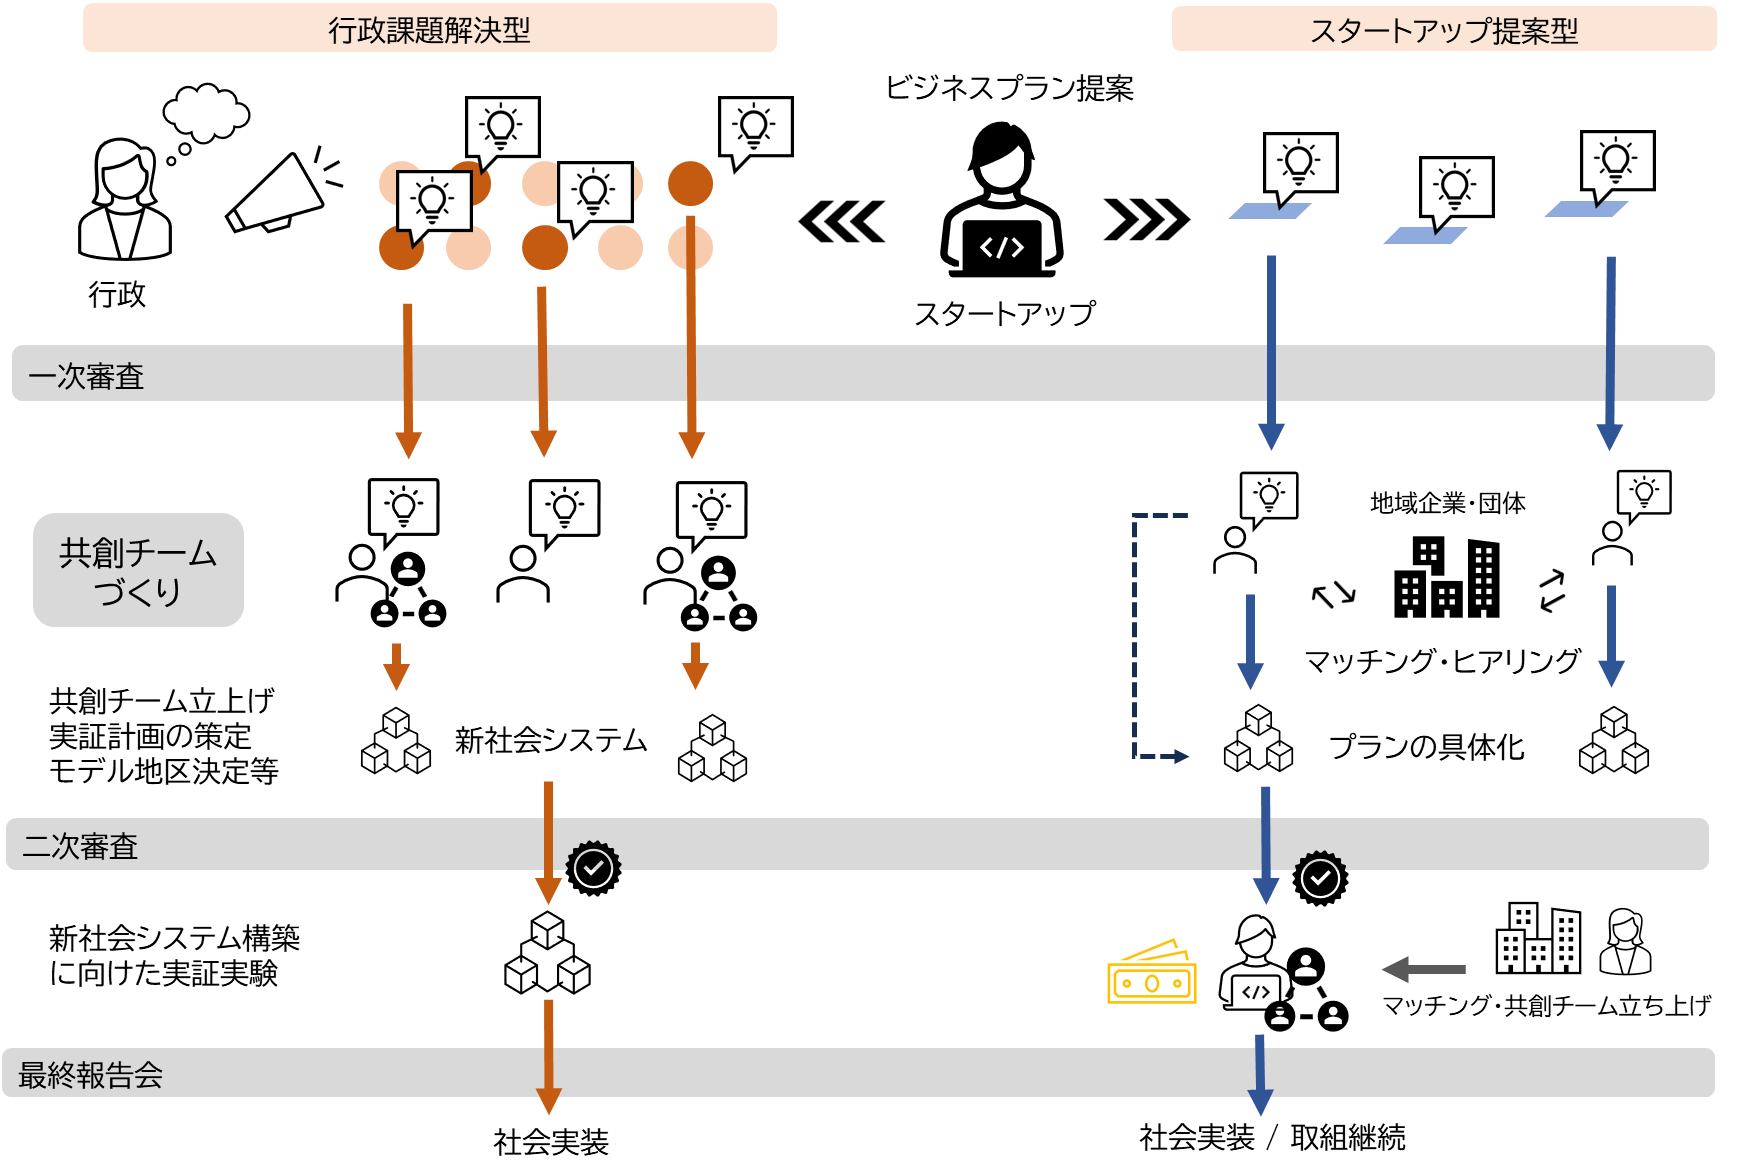 行政課題解決型
スタートアップ提案型
ビジネスプラン提案
行政
スタートアップ
一次審査
共創チーム
づくり
地域企業・団体
マッチング・ヒアリング
共創チーム立上げ
実証計画の策定
モデル地区決定等
新社会システム
プランの具体化
二次審査
新社会システム構築
に向けた実証実験
マッチング・共創チーム立ち上げ
最終報告会
社会実装
社会実装 / 取組継続